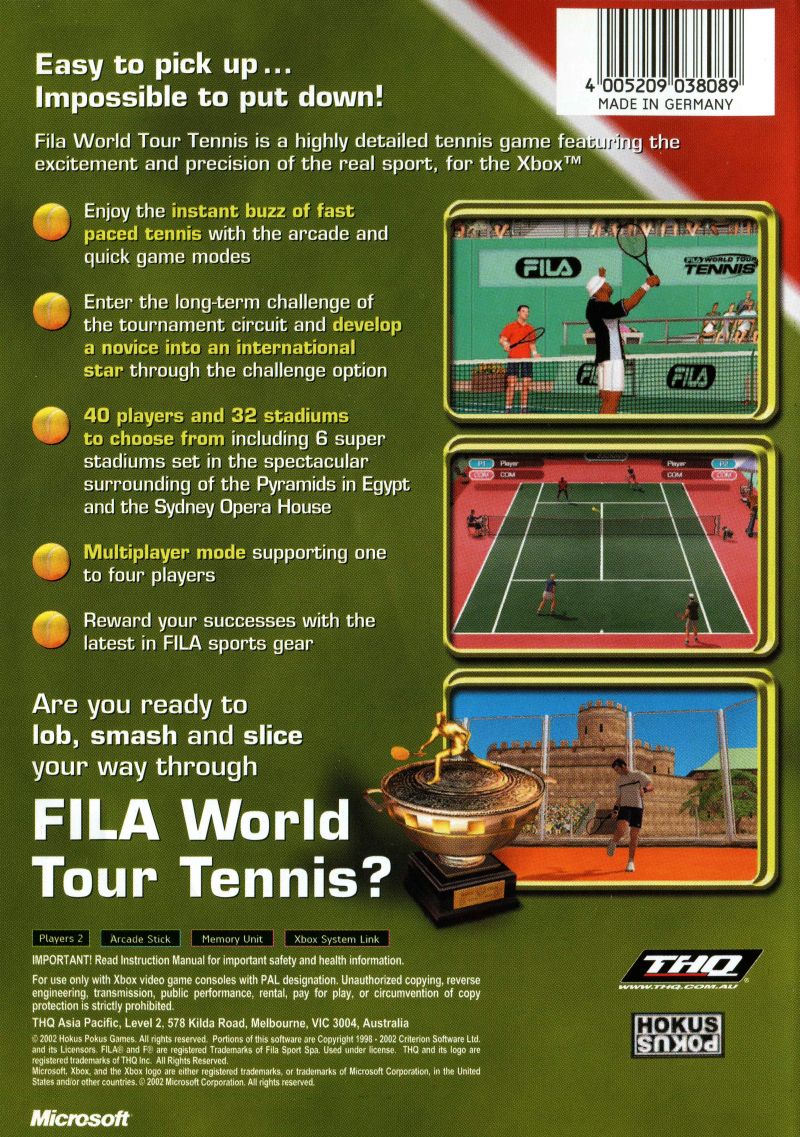 4 005209 038089
MADE IN GERMANY
Easy to pick up...
Impossible to put down!
Fila World Tour Tennis is a highly detailed tennis game featuring the
excitement and precision of the real sport, for the Xbox™
Enjoy the instant buzz of fast
paced tennis with the arcade and
quick game modes
Enter the long-term challenge of
the tournament circuit and develop
a novice into an international
star through the challenge option
40 players and 32 stadiums
to choose from including 6 super
stadiums set in the spectacular
surrounding of the Pyramids in Egypt
and the Sydney Opera House
Multiplayer mode supporting one
to four players
Reward your successes with the
latest in FILA sports gear
FILA
FILA WORLD TOUR
TENNIS
FILA
P1 Player
COM COM
Player P2
COM COM
Are you ready to
lob, smash and slice
your way through
FILA World
Tour Tennis?
Players 2
Arcade Stick
Memory Unit
Xbox System Link
IMPORTANT! Read Instruction Manual for important safety and health information.
For use only with Xbox video game consoles with PAL designation. Unauthorized copying, reverse
engineering, transmission, public performance, rental, pay for play, or circumvention of copy
protection is strictly prohibited.
THQ Asia Pacific, Level 2, 578 Kilda Road, Melbourne, VIC 3004, Australia
© 2002 Hokus Pokus Games. All rights reserved. Portions of this software are Copyright 1998 - 2002 Criterion Software Ltd.
and its Licensors. FILA® and F® are registered Trademarks of Fila Sport Spa. Used under license. THQ and its logo are
registered trademarks of THQ Inc. All Rights Reserved.
Microsoft, Xbox, and the Xbox logo are either registered trademarks, or trademarks of Microsoft Corporation, in the United
States and/or other countries. © 2002 Microsoft Corporation. All rights reserved.
THQ®
WWW.THQ.COM.AU
HOKUS
POKUS
Microsoft